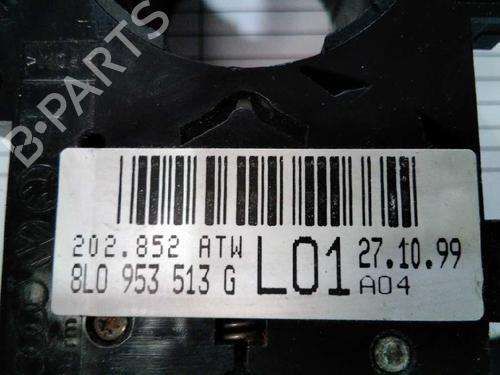 B-PARTS
202.852 ATW
8L0 953 513 G
L01
27.10.99
A04